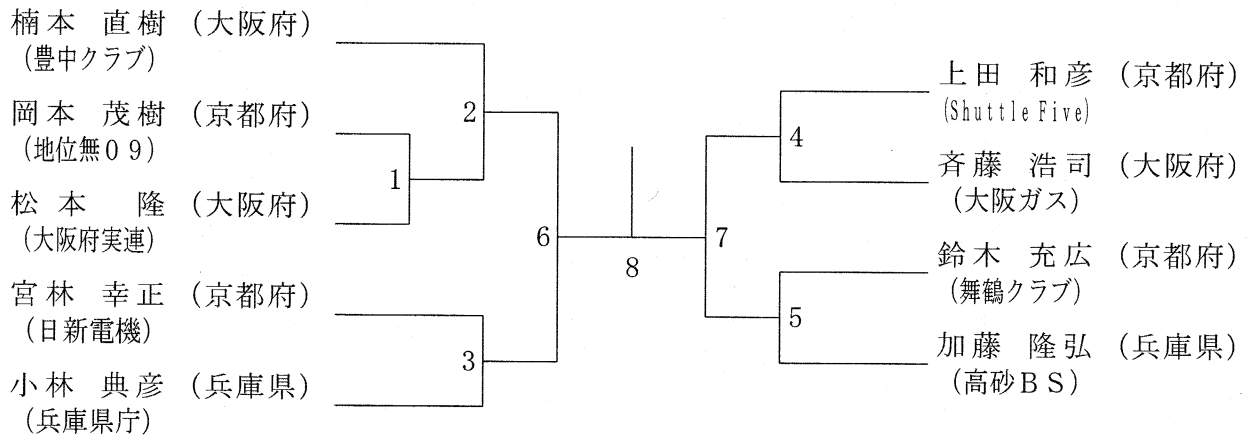 楠本 直樹 (大阪府)
(豊中クラブ)
岡本 茂樹 (京都府)
(地位無09)
松本 隆 (大阪府)
(大阪府実連)
宮林 幸正 (京都府)
(日新電機)
小林 典彦 (兵庫県)
(兵庫県庁)
2
1
6
3
8
7
4
5
上田 和彦 (京都府)
(Shuttle Five)
斉藤 浩司 (大阪府)
(大阪ガス)
鈴木 充広 (京都府)
(舞鶴クラブ)
加藤 隆弘 (兵庫県)
(高砂BS)